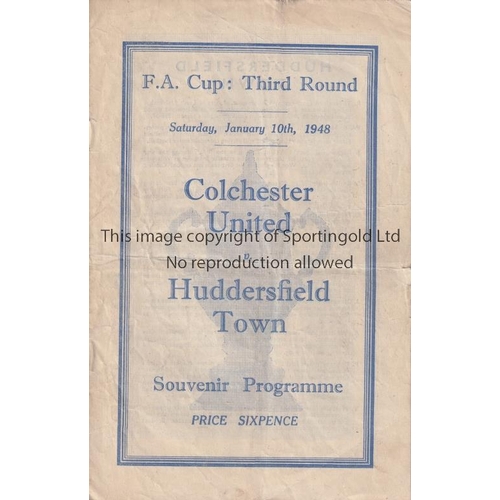 F.A. Cup: Third Round
Saturday, January 10th, 1948
Colchester
United
This image copyright of Sportingold Ltd
v.
No reproduction allowed
Huddersfield
Town
Souvenir Programme
PRICE SIXPENCE